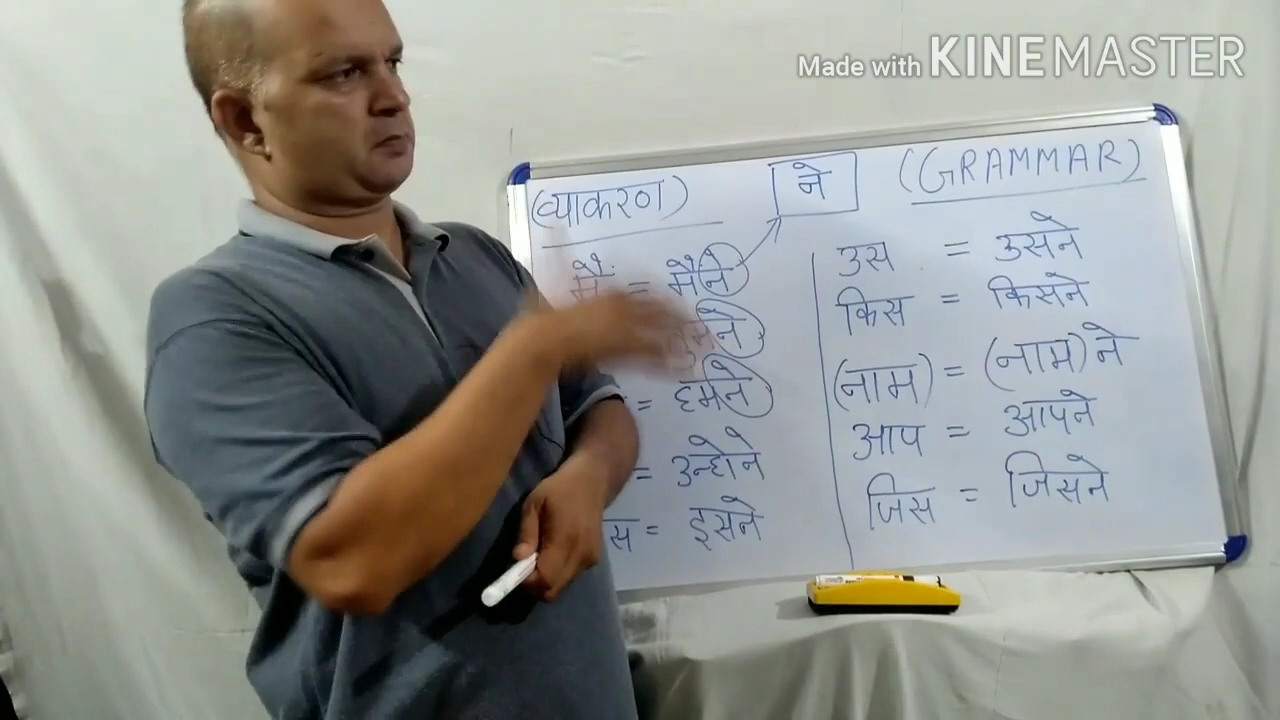 Made with KINEMASTER
(व्याकरण) ने (GRAMMAR)
मैं = मैने
ने
= हमने
= उन्होने
स = इसने
उस = उसने
किस = किसने
(नाम) = (नाम) ने
आप = आपने
जिस = जिसने